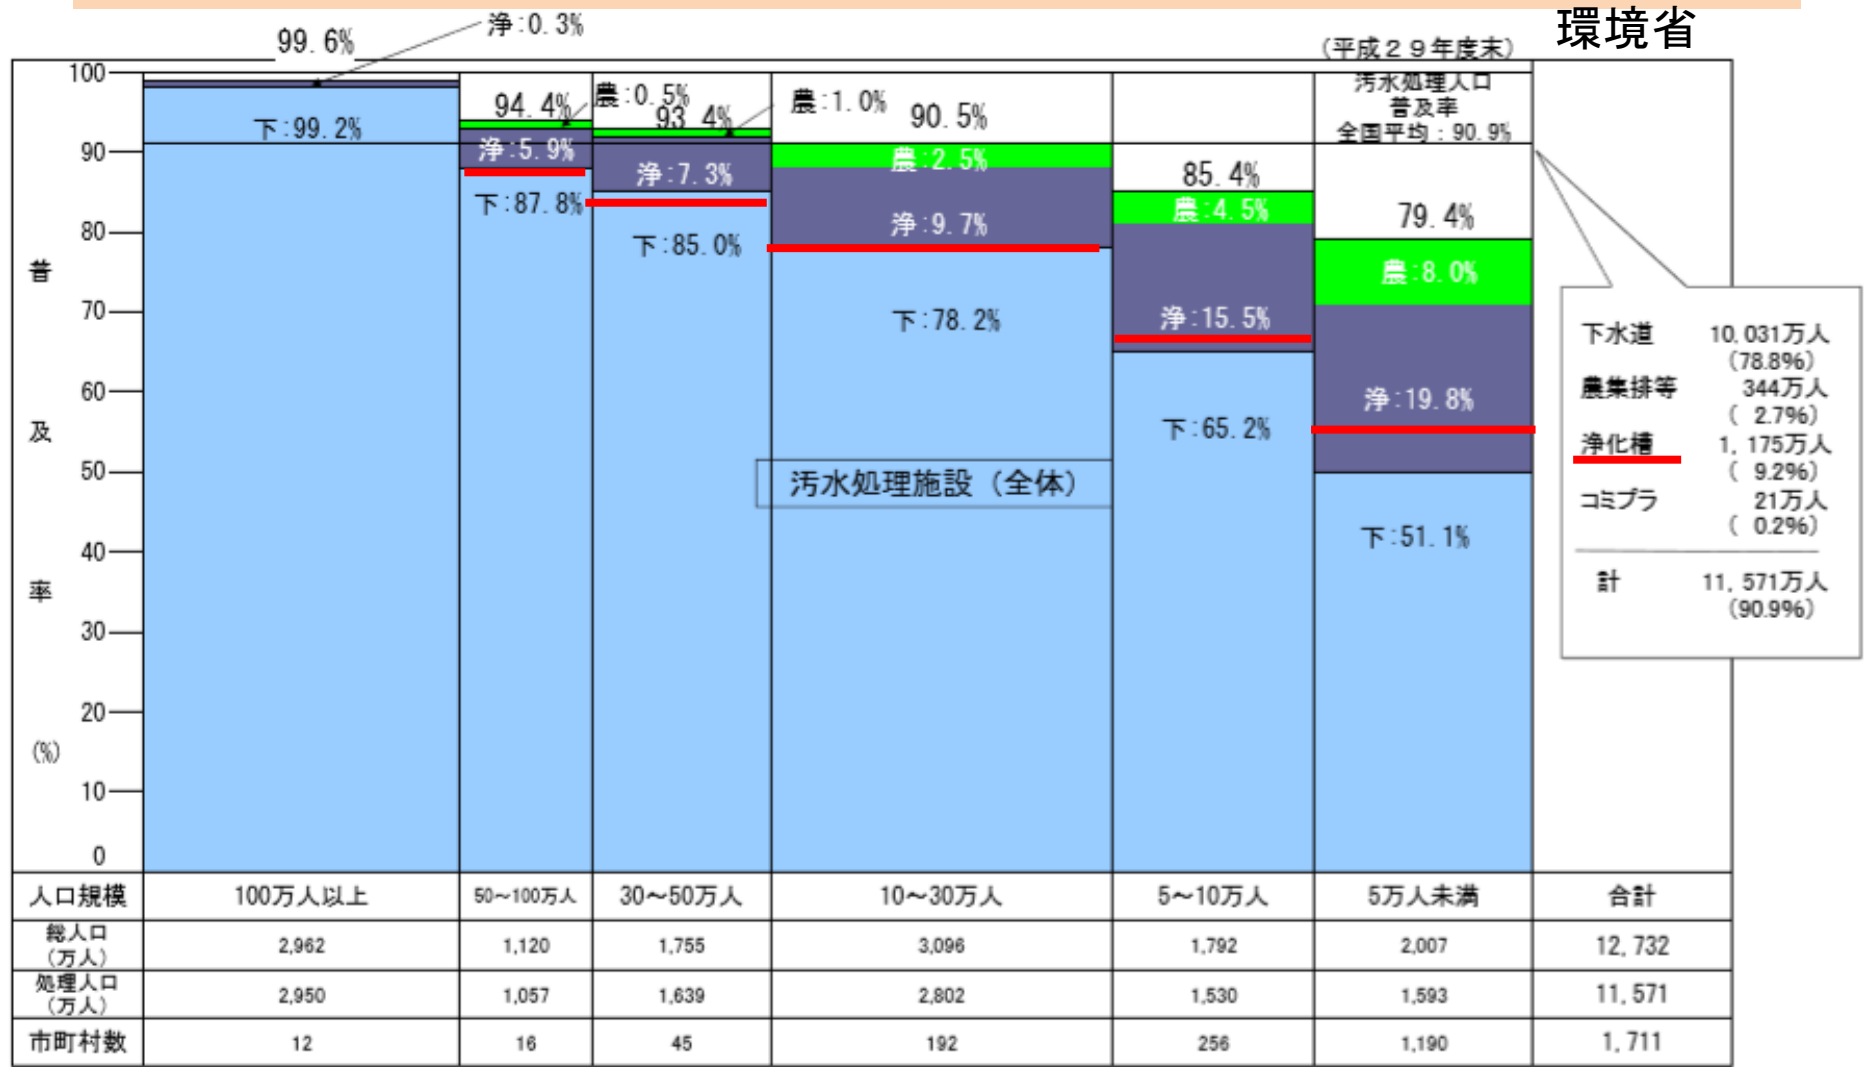 環境省
99.6%
浄:0.3%
(平成29年度末)
汚水処理人口
普及率
全国平均:90.9%
100
90
80
70
60
50
40
30
20
10
0
普
及
率
(%)
下:99.2%
94.4%
農:0.5%
浄:5.9%
下:87.8%
93.4%
農:1.0%
浄:7.3%
下:85.0%
90.5%
農:2.5%
浄:9.7%
下:78.2%
85.4%
農:4.5%
浄:15.5%
下:65.2%
79.4%
農:8.0%
浄:19.8%
下:51.1%
汚水処理施設(全体)
下水道 10,031万人
(78.8%)
農集排等 344万人
( 2.7%)
浄化槽 1,175万人
( 9.2%)
コミプラ 21万人
( 0.2%)
計 11,571万人
(90.9%)
人口規模 100万人以上 50~100万人 30~50万人 10~30万人 5~10万人 5万人未満 合計
総人口
(万人) 2,962 1,120 1,755 3,096 1,792 2,007 12,732
処理人口
(万人) 2,950 1,057 1,639 2,802 1,530 1,593 11,571
市町村数 12 16 45 192 256 1,190 1,711